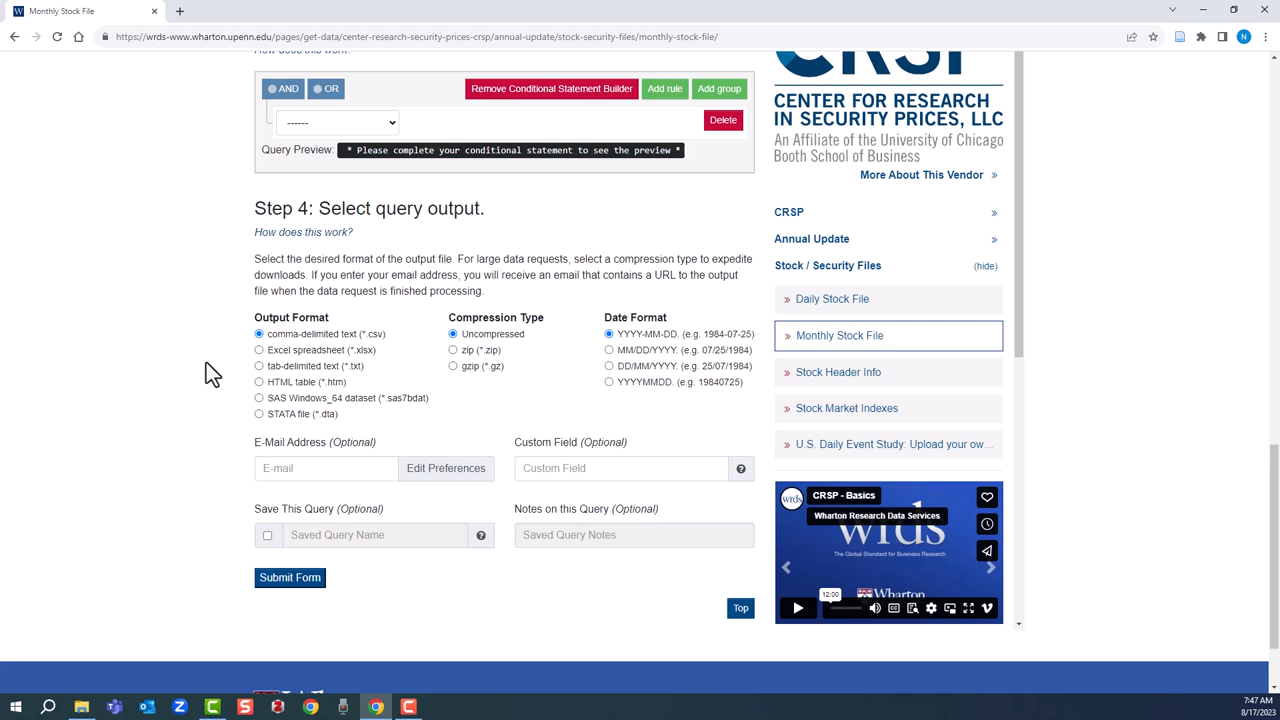 Monthly Stock File
https://wrds-www.wharton.upenn.edu/pages/get-data/center-research-security-prices-crsp/annual-update/stock-security-files/monthly-stock-file/
N
How does this work?
AND
OR
Remove Conditional Statement Builder
Add rule
Add group
------
Delete
Query Preview: * Please complete your conditional statement to see the preview *
Step 4: Select query output.
How does this work?
Select the desired format of the output file. For large data requests, select a compression type to expedite
downloads. If you enter your email address, you will receive an email that contains a URL to the output
file when the data request is finished processing.
Output Format
comma-delimited text (*.csv)
Excel spreadsheet (*.xlsx)
tab-delimited text (*.txt)
HTML table (*.htm)
SAS Windows_64 dataset (*.sas7bdat)
STATA file (*.dta)
Compression Type
Uncompressed
zip (*.zip)
gzip (*.gz)
Date Format
YYYY-MM-DD. (e.g. 1984-07-25)
MM/DD/YYYY. (e.g. 07/25/1984)
DD/MM/YYYY. (e.g. 25/07/1984)
YYYYMMDD. (e.g. 19840725)
E-Mail Address (Optional)
E-mail
Edit Preferences
Custom Field (Optional)
Custom Field
Save This Query (Optional)
Saved Query Name
Notes on this Query (Optional)
Saved Query Notes
Submit Form
Top
CRSP
CENTER FOR RESEARCH
IN SECURITY PRICES, LLC
An Affiliate of the University of Chicago
Booth School of Business
More About This Vendor »
CRSP »
Annual Update »
Stock / Security Files (hide)
» Daily Stock File
» Monthly Stock File
» Stock Header Info
» Stock Market Indexes
» U.S. Daily Event Study: Upload your ow…
wrds
CRSP - Basics
Wharton Research Data Services
wrds
The Global Standard for Business Research
12:00
Wharton
7:47 AM
8/17/2023